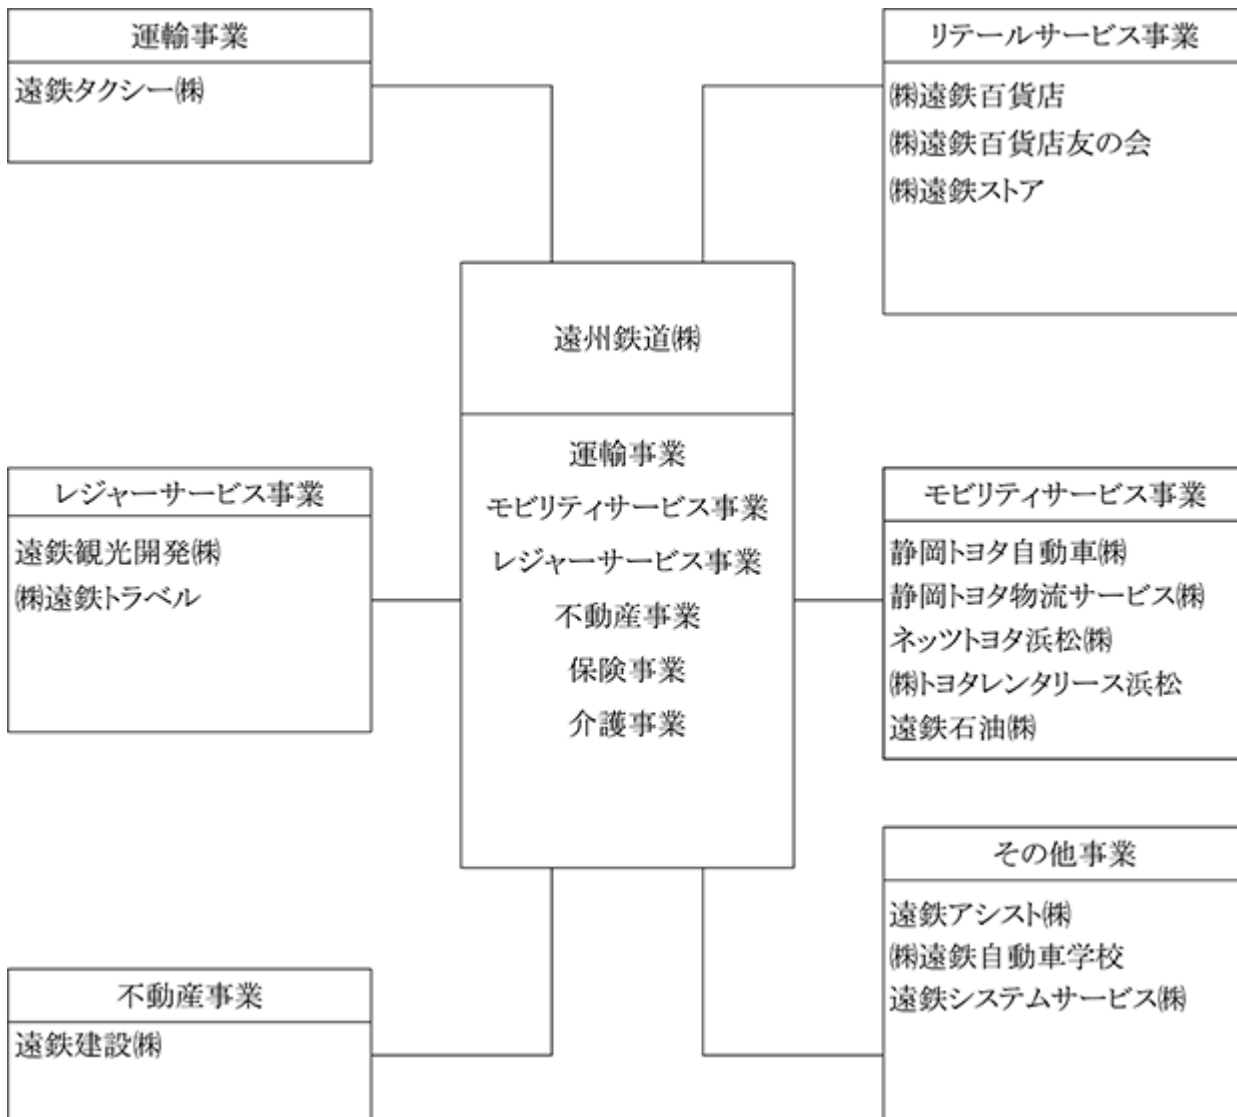 運輸事業
遠鉄タクシー㈱
リテールサービス事業
㈱遠鉄百貨店
㈱遠鉄百貨店友の会
㈱遠鉄ストア
遠州鉄道㈱
運輸事業
モビリティサービス事業
レジャーサービス事業
不動産事業
保険事業
介護事業
レジャーサービス事業
遠鉄観光開発㈱
㈱遠鉄トラベル
モビリティサービス事業
静岡トヨタ自動車㈱
静岡トヨタ物流サービス㈱
ネッツトヨタ浜松㈱
㈱トヨタレンタリース浜松
遠鉄石油㈱
不動産事業
遠鉄建設㈱
その他事業
遠鉄アシスト㈱
㈱遠鉄自動車学校
遠鉄システムサービス㈱